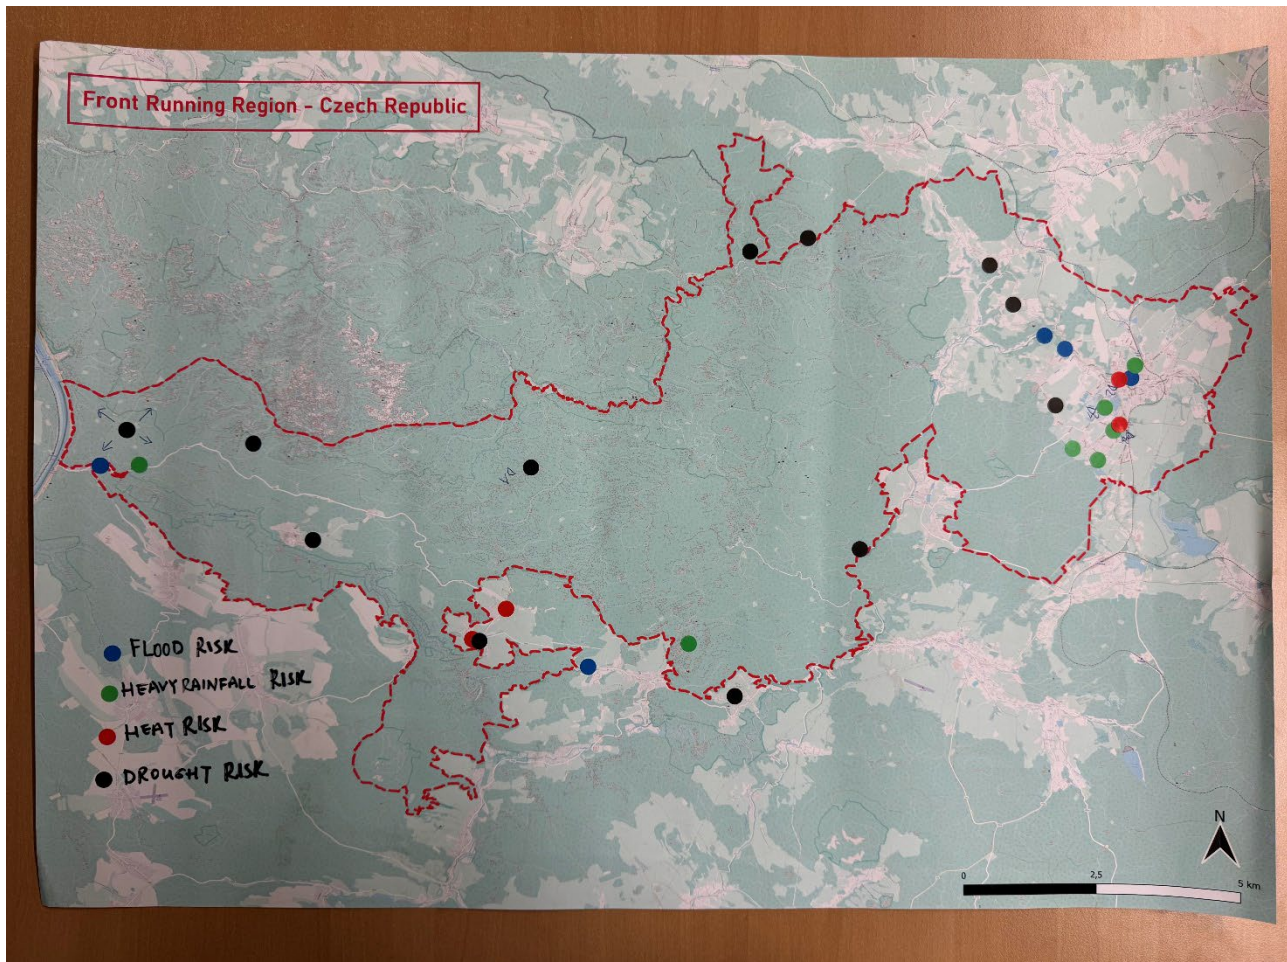 Front Running Region - Czech Republic
FLOOD RISK
HEAVY RAINFALL RISK
HEAT RISK
DROUGHT RISK
N
0 2,5 5 km